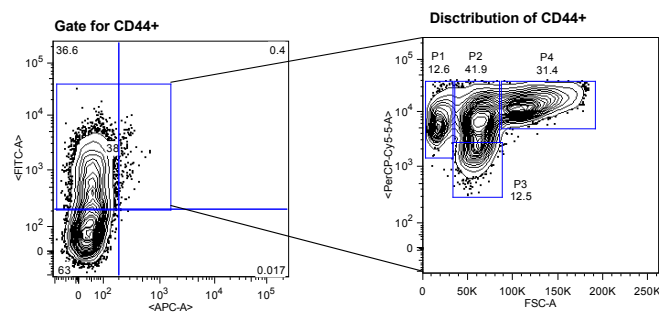 Gate for CD44+
36.6
0.4
10^5
10^4
10^3
10^2
0
<FITC-A>
38
63
0.017
0
10^2
10^3
10^4
10^5
<APC-A>
Disctribution of CD44+
P1
12.6
P2
41.9
P4
31.4
10^5
10^4
10^3
10^2
0
<PerCP-Cy5-5-A>
P3
12.5
0
50K
100K
150K
200K
250K
FSC-A